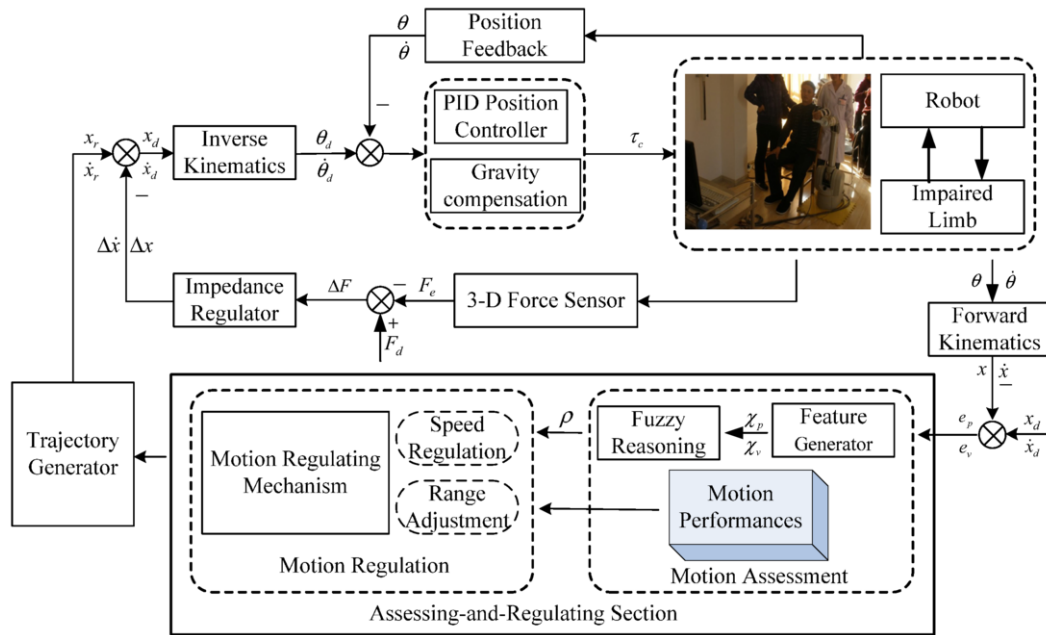 θ
θ̇
Position
Feedback
−
PID Position
Controller
Gravity
compensation
Robot
Impaired
Limb
x_r
ẋ_r
x_d
ẋ_d
−
Inverse
Kinematics
θ_d
θ̇_d
τ_c
Δẋ Δx
Impedance
Regulator
ΔF
−
F_e
+
F_d
3-D Force Sensor
θ θ̇
Forward
Kinematics
x ẋ
−
x_d
ẋ_d
e_p
e_v
Trajectory
Generator
Motion Regulating
Mechanism
Speed
Regulation
Range
Adjustment
Motion Regulation
ρ
Fuzzy
Reasoning
χ_p
χ_v
Feature
Generator
Motion
Performances
Motion Assessment
Assessing-and-Regulating Section